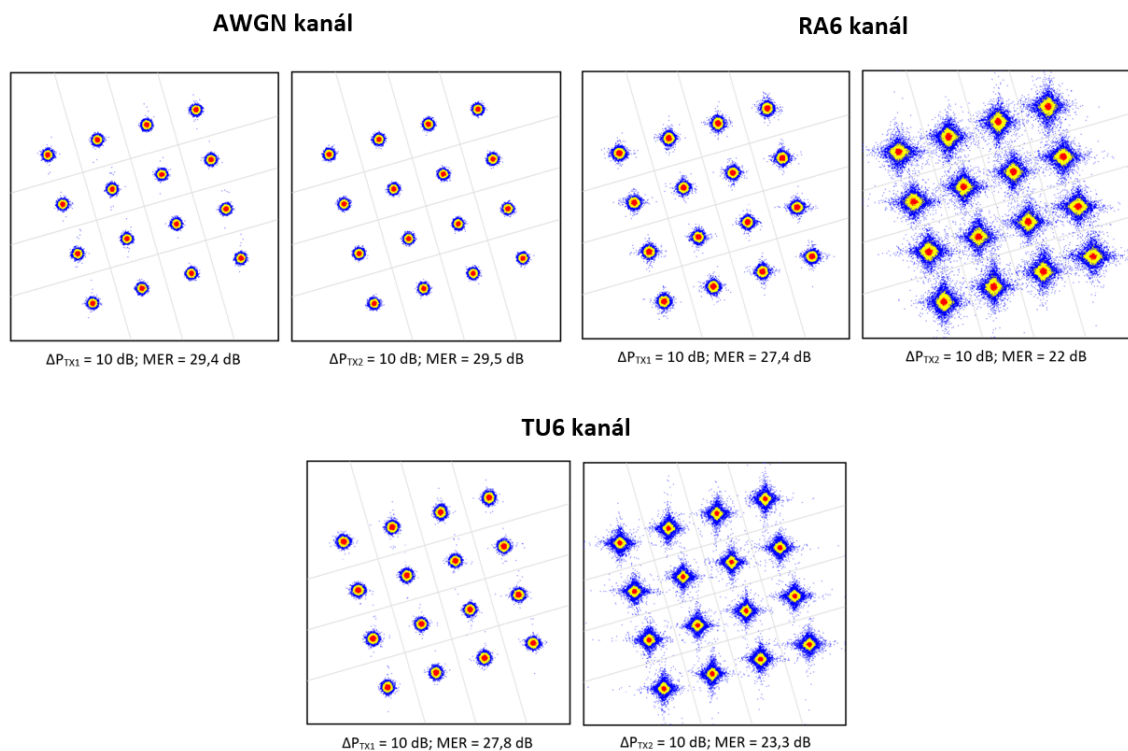 AWGN kanál
RA6 kanál
ΔPTX1 = 10 dB; MER = 29,4 dB
ΔPTX2 = 10 dB; MER = 29,5 dB
ΔPTX1 = 10 dB; MER = 27,4 dB
ΔPTX2 = 10 dB; MER = 22 dB
TU6 kanál
ΔPTX1 = 10 dB; MER = 27,8 dB
ΔPTX2 = 10 dB; MER = 23,3 dB